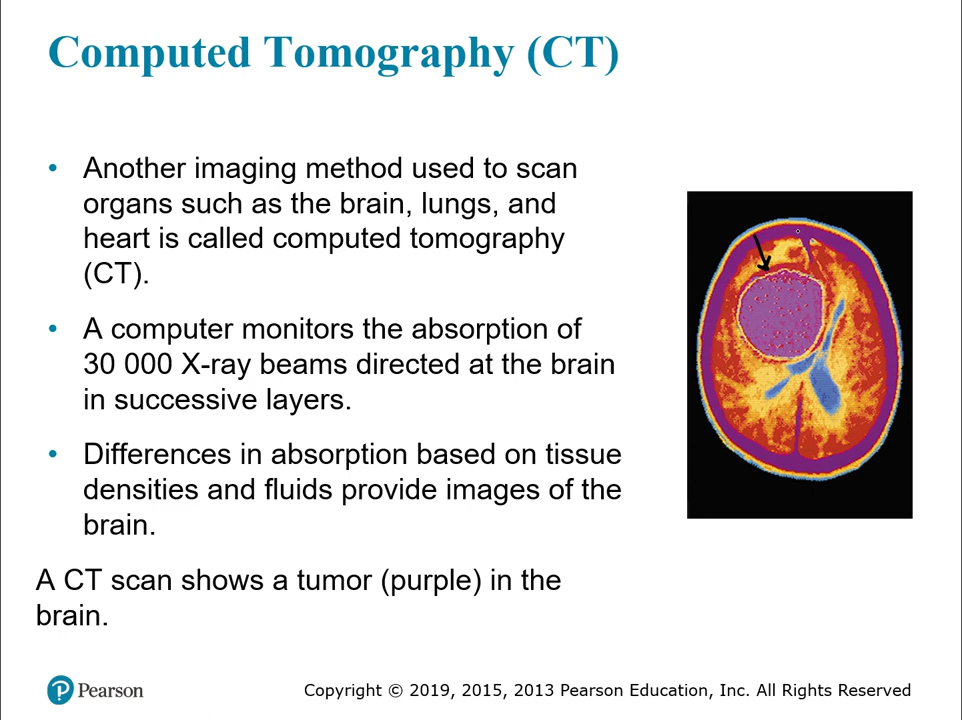 Computed Tomography (CT)
• Another imaging method used to scan
organs such as the brain, lungs, and
heart is called computed tomography
(CT).
• A computer monitors the absorption of
30 000 X-ray beams directed at the brain
in successive layers.
• Differences in absorption based on tissue
densities and fluids provide images of the
brain.
A CT scan shows a tumor (purple) in the
brain.
Pearson
Copyright © 2019, 2015, 2013 Pearson Education, Inc. All Rights Reserved